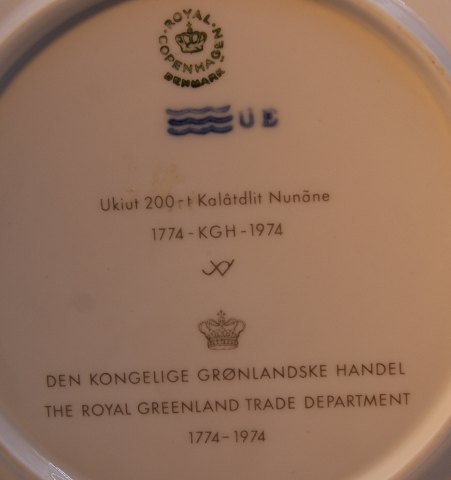 ROYAL
COPENHAGEN
DENMARK
UE
Ukiut 200-t Kalâtdlit Nunãne
1774-KGH-1974
DEN KONGELIGE GRØNLANDSKE HANDEL
THE ROYAL GREENLAND TRADE DEPARTMENT
1774-1974